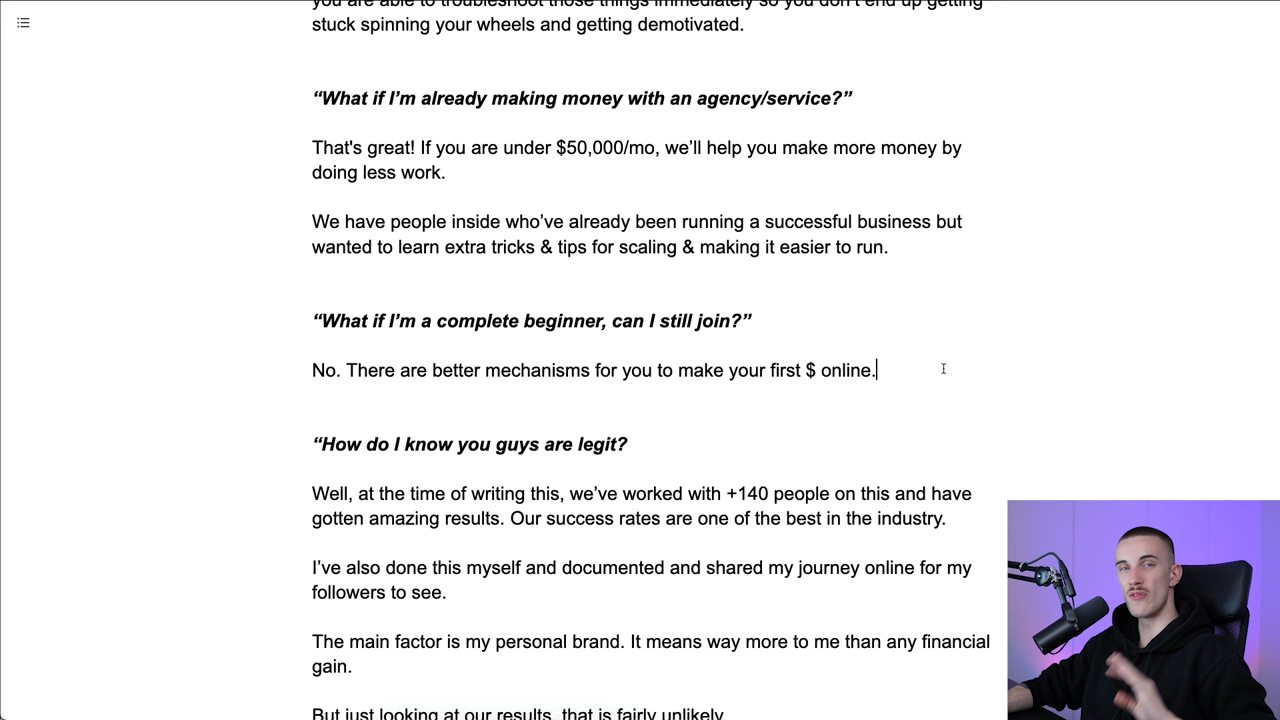 you are able to troubleshoot those things immediately so you don't end up getting
stuck spinning your wheels and getting demotivated.
“What if I’m already making money with an agency/service?”
That's great! If you are under $50,000/mo, we’ll help you make more money by
doing less work.
We have people inside who’ve already been running a successful business but
wanted to learn extra tricks & tips for scaling & making it easier to run.
“What if I’m a complete beginner, can I still join?”
No. There are better mechanisms for you to make your first $ online.
“How do I know you guys are legit?
Well, at the time of writing this, we’ve worked with +140 people on this and have
gotten amazing results. Our success rates are one of the best in the industry.
I’ve also done this myself and documented and shared my journey online for my
followers to see.
The main factor is my personal brand. It means way more to me than any financial
gain.
But just looking at our results, that is fairly unlikely